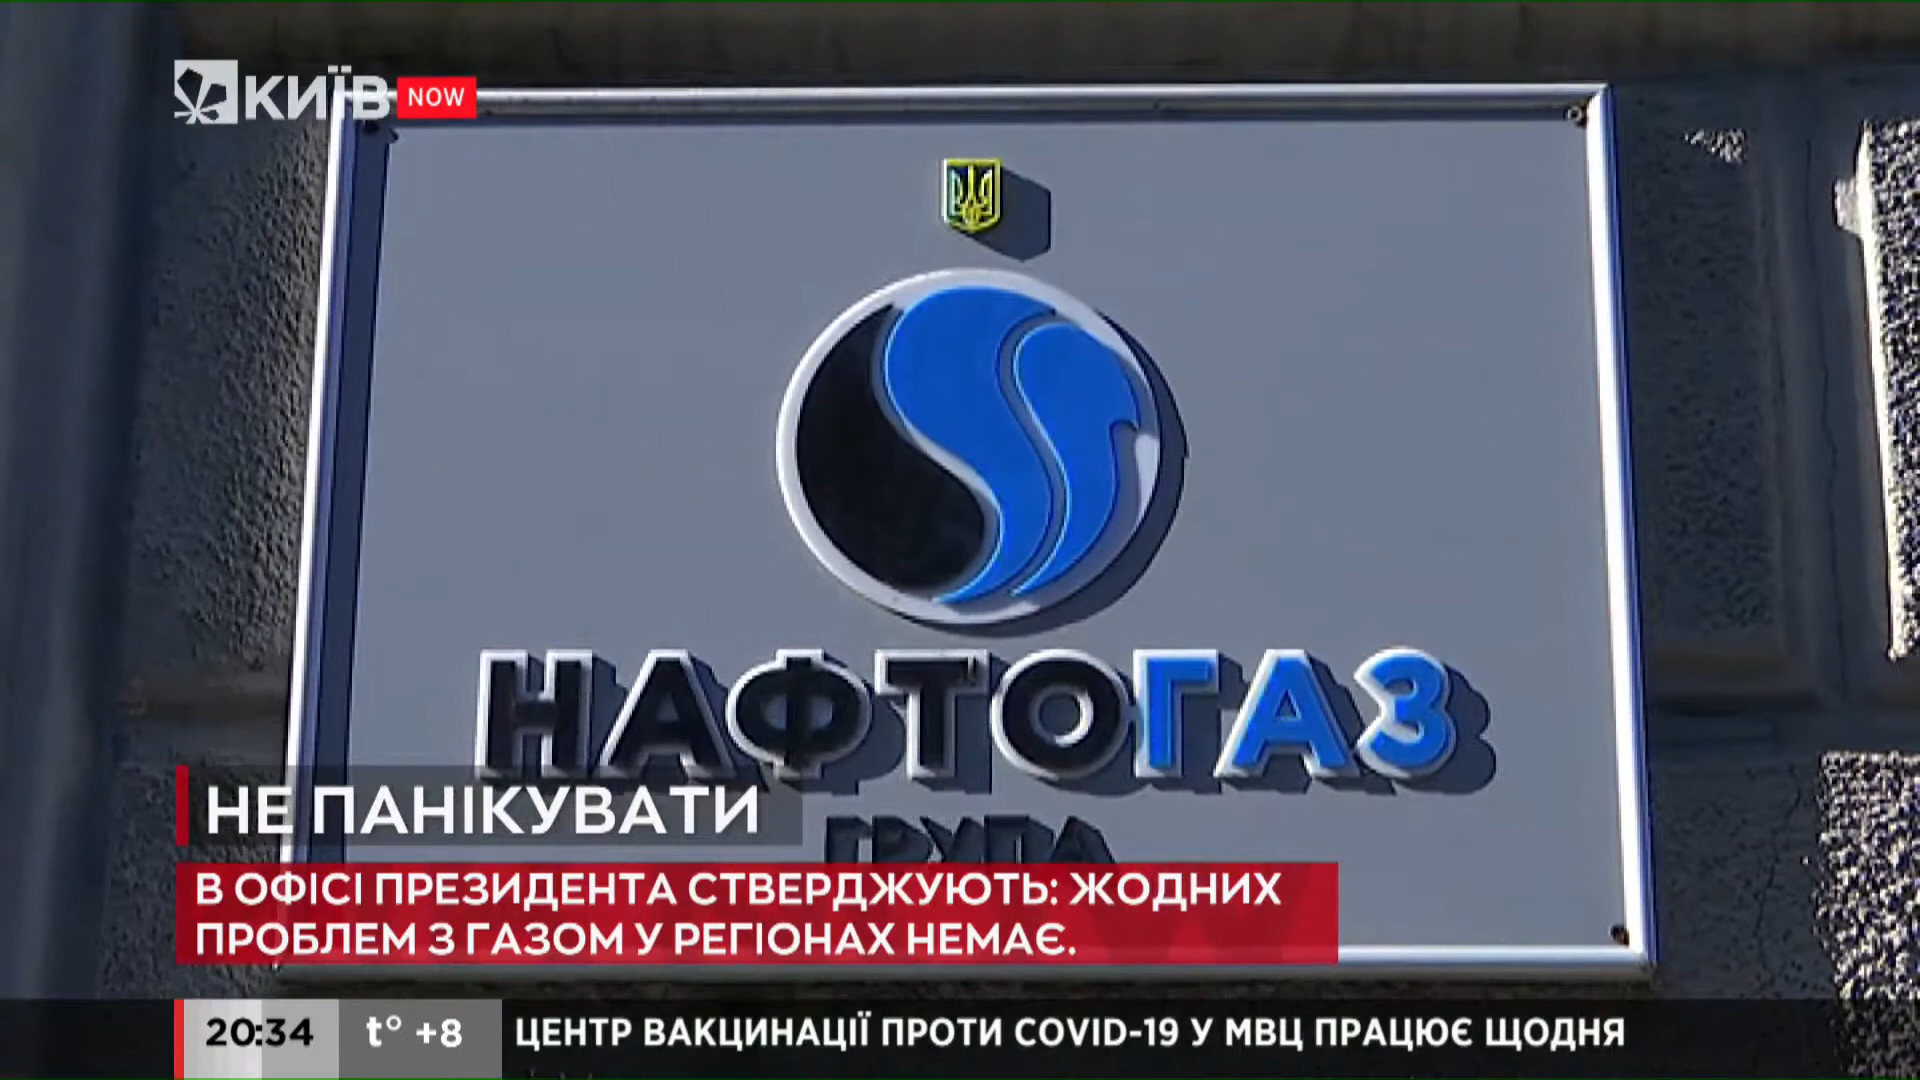 КИЇВ NOW
НАФТОГАЗ
ГРУПА
НЕ ПАНІКУВАТИ
В ОФІСІ ПРЕЗИДЕНТА СТВЕРДЖУЮТЬ: ЖОДНИХ
ПРОБЛЕМ З ГАЗОМ У РЕГІОНАХ НЕМАЄ.
20:34 t° +8 ЦЕНТР ВАКЦИНАЦІЇ ПРОТИ COVID-19 У МВЦ ПРАЦЮЄ ЩОДНЯ